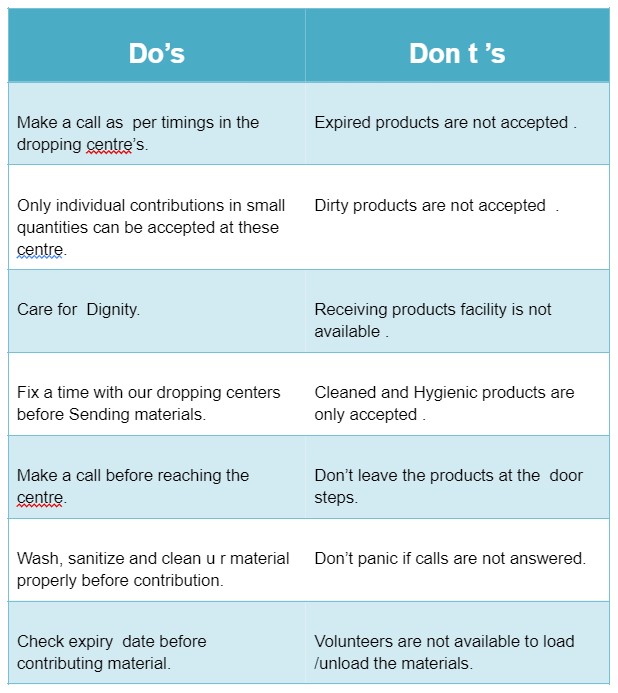 Do’s
Don t ’s
Make a call as  per timings in the
dropping centre’s.
Expired products are not accepted .
Only individual contributions in small
quantities can be accepted at these
centre.
Dirty products are not accepted  .
Care for  Dignity.
Receiving products facility is not
available .
Fix a time with our dropping centers
before Sending materials.
Cleaned and Hygienic products are
only accepted .
Make a call before reaching the
centre.
Don’t leave the products at the  door
steps.
Wash, sanitize and clean u r material
properly before contribution.
Don’t panic if calls are not answered.
Check expiry  date before
contributing material.
Volunteers are not available to load
/unload the materials.